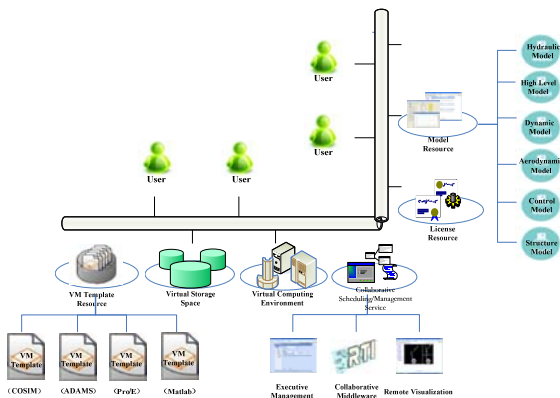 Hydraulic
Model
High Level
Model
Dynamic
Model
Aerodynamic
Model
Control
Model
Structure
Model
User
User
User
User
Model
Resource
License
Resource
VM Template
Resource
Virtual Storage
Space
Virtual Computing
Environment
Collaborative
Scheduling/Management
Service
VM
Template
VM
Template
VM
Template
VM
Template
(COSIM)
(ADAMS)
(Pro/E)
(Matlab)
RTI
Executive
Management
Collaborative
Middleware
Remote Visualization